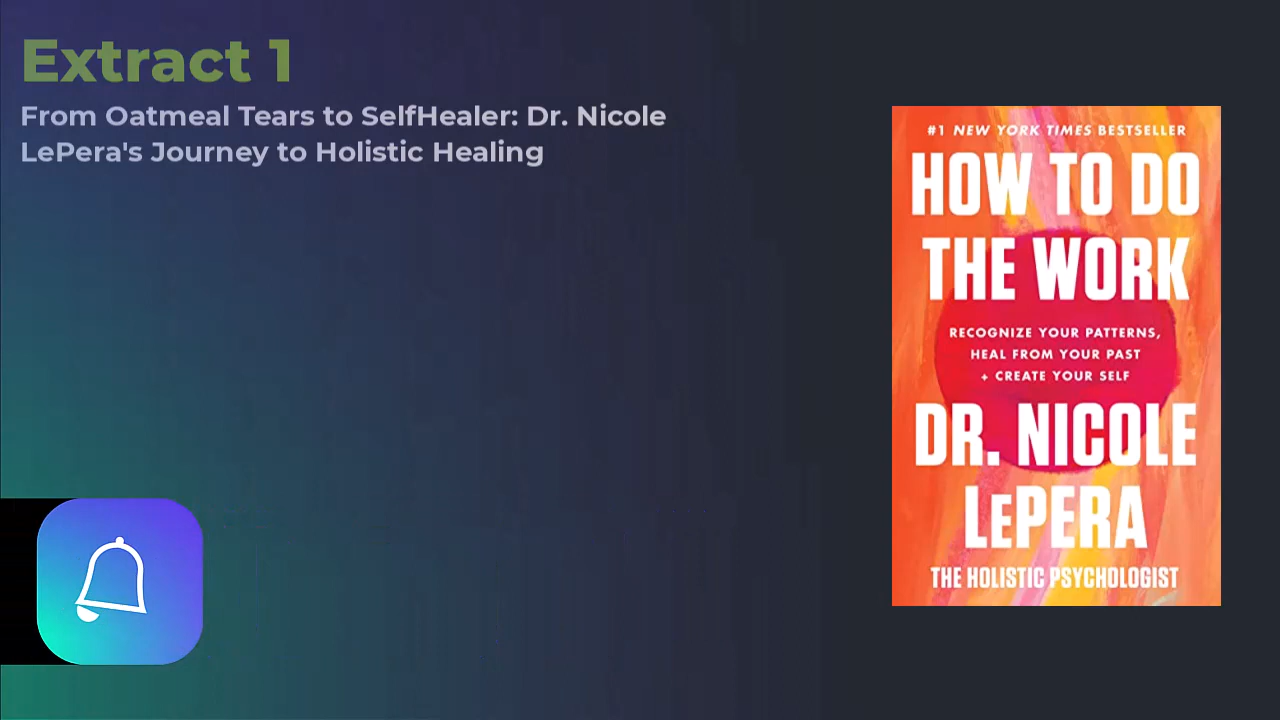 Extract 1
From Oatmeal Tears to SelfHealer: Dr. Nicole
LePera's Journey to Holistic Healing
#1 NEW YORK TIMES BESTSELLER
HOW TO DO
THE WORK
RECOGNIZE YOUR PATTERNS,
HEAL FROM YOUR PAST
+ CREATE YOUR SELF
DR. NICOLE
LEPERA
THE HOLISTIC PSYCHOLOGIST